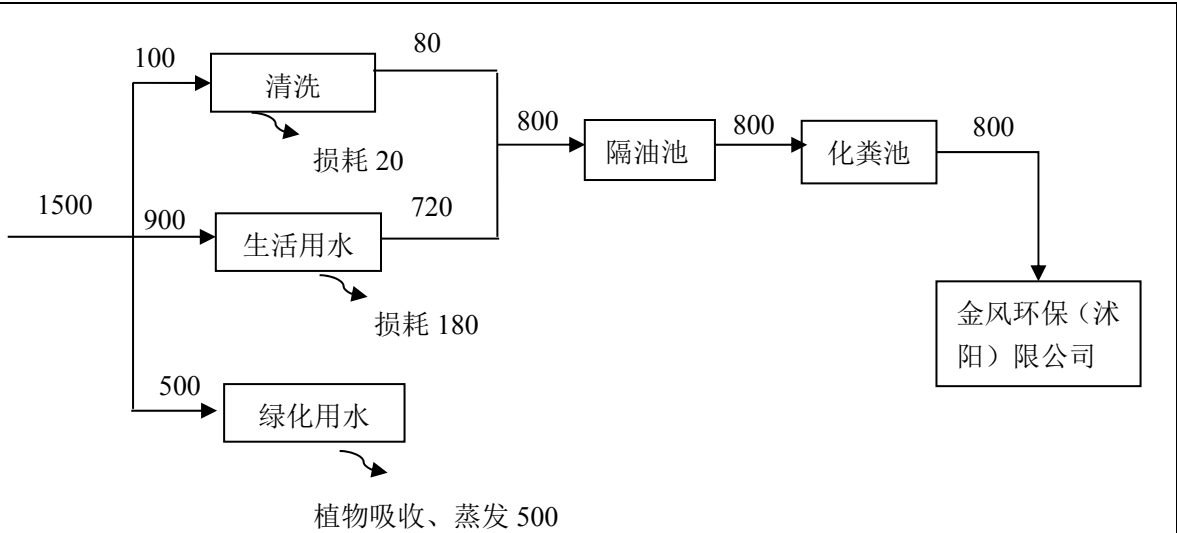 100
清洗
80
损耗 20
1500
900
生活用水
720
损耗 180
500
绿化用水
植物吸收、蒸发 500
800
隔油池
800
化粪池
800
金风环保（沭
阳）限公司